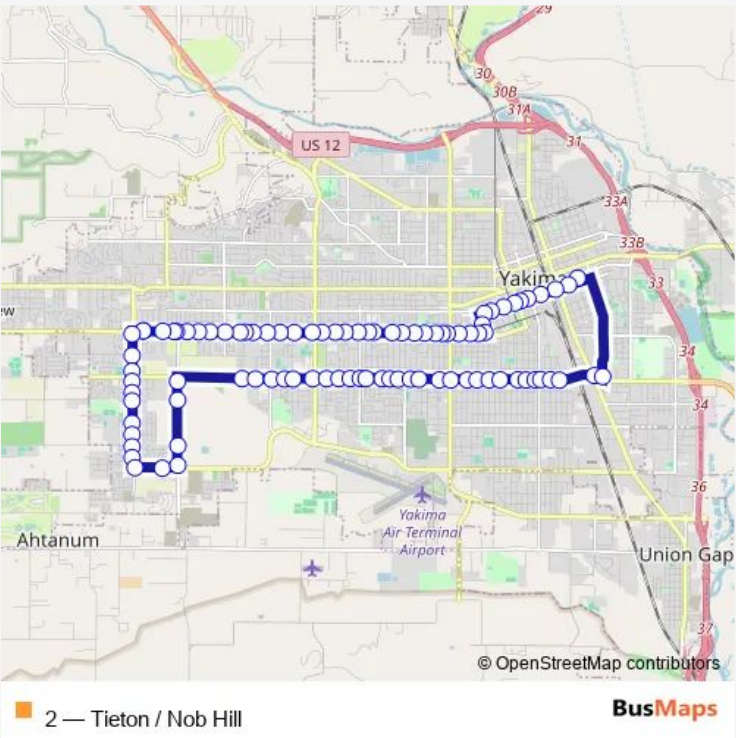 29
30
30B
31A
US 12
31
33A
33B
Yakima
33
ew
34
34
36
Yakima
Air Terminal
Airport
Ahtanum
Union Gap
37
© OpenStreetMap contributors
2 — Tieton / Nob Hill
BusMaps